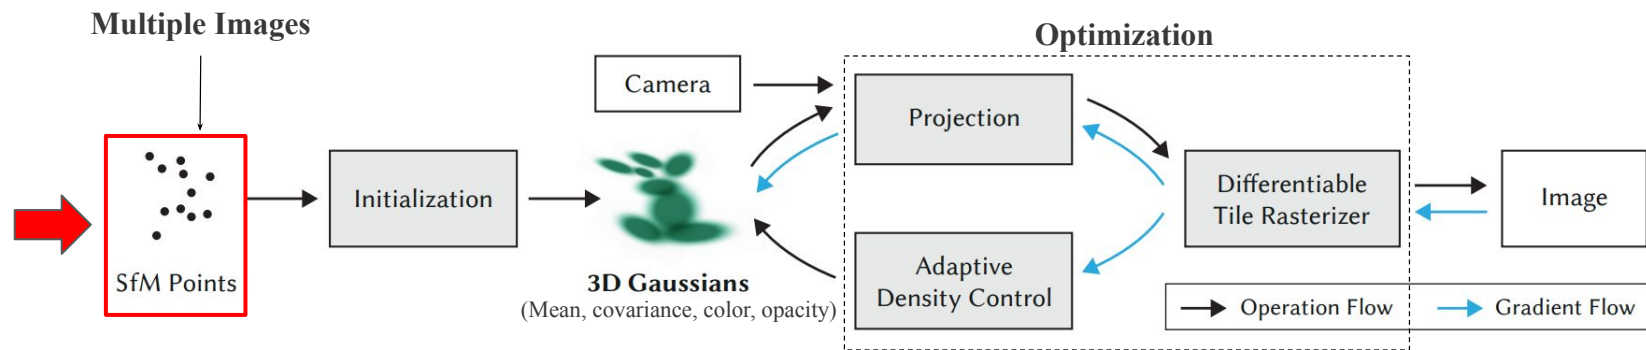 Multiple Images
SfM Points
Initialization
Camera
3D Gaussians
(Mean, covariance, color, opacity)
Optimization
Projection
Adaptive
Density Control
Differentiable
Tile Rasterizer
Image
Operation Flow
Gradient Flow